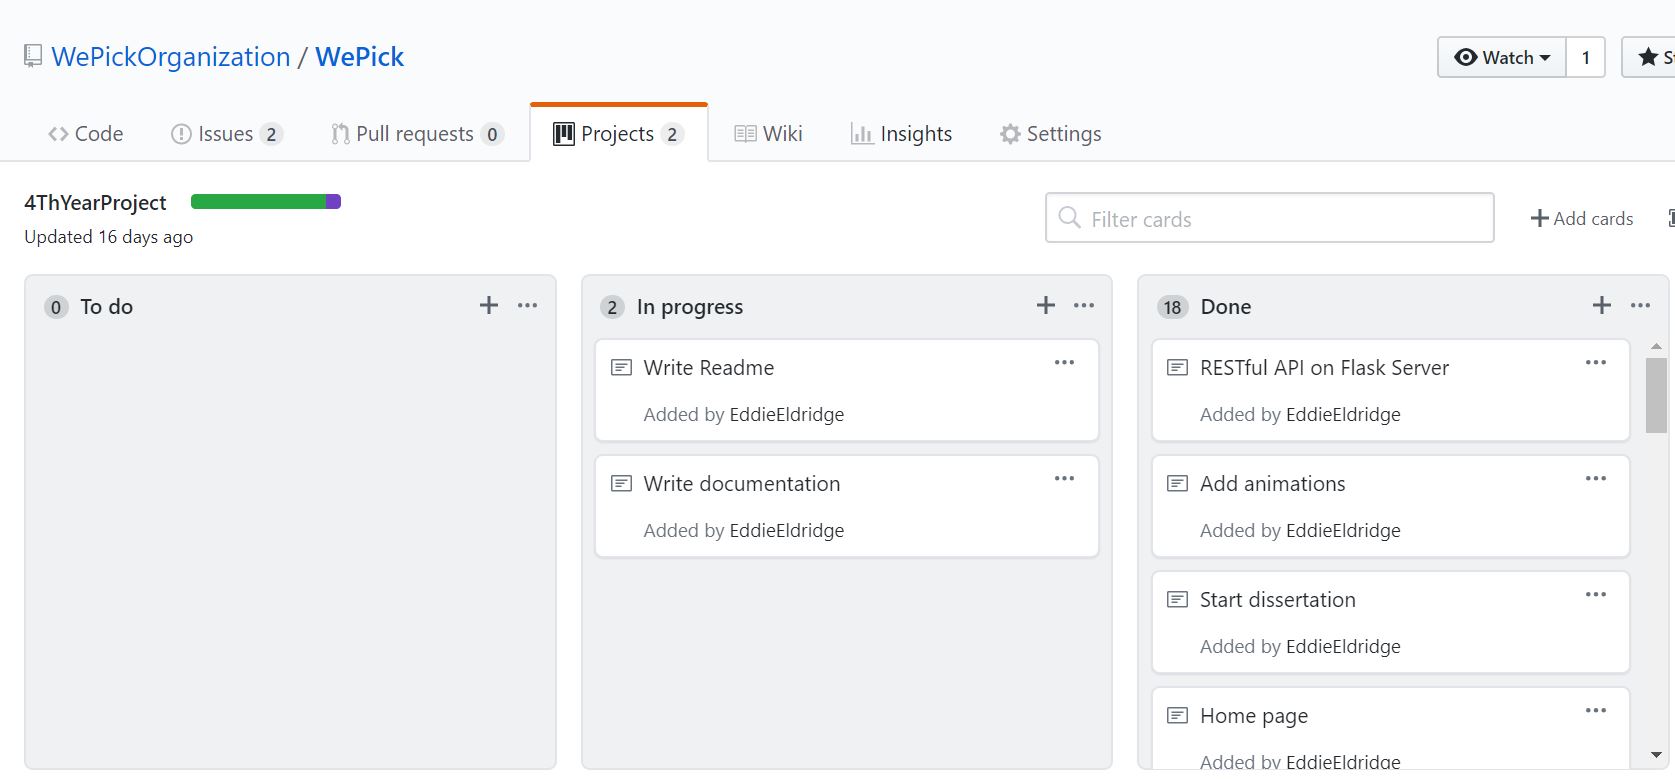 WePickOrganization / WePick
Watch 1
Code Issues 2 Pull requests 0 Projects 2 Wiki Insights Settings
4ThYearProject
Updated 16 days ago
Filter cards
Add cards
0 To do
2 In progress
Write Readme
Added by EddieEldridge
Write documentation
Added by EddieEldridge
18 Done
RESTful API on Flask Server
Added by EddieEldridge
Add animations
Added by EddieEldridge
Start dissertation
Added by EddieEldridge
Home page
Added by EddieEldridge